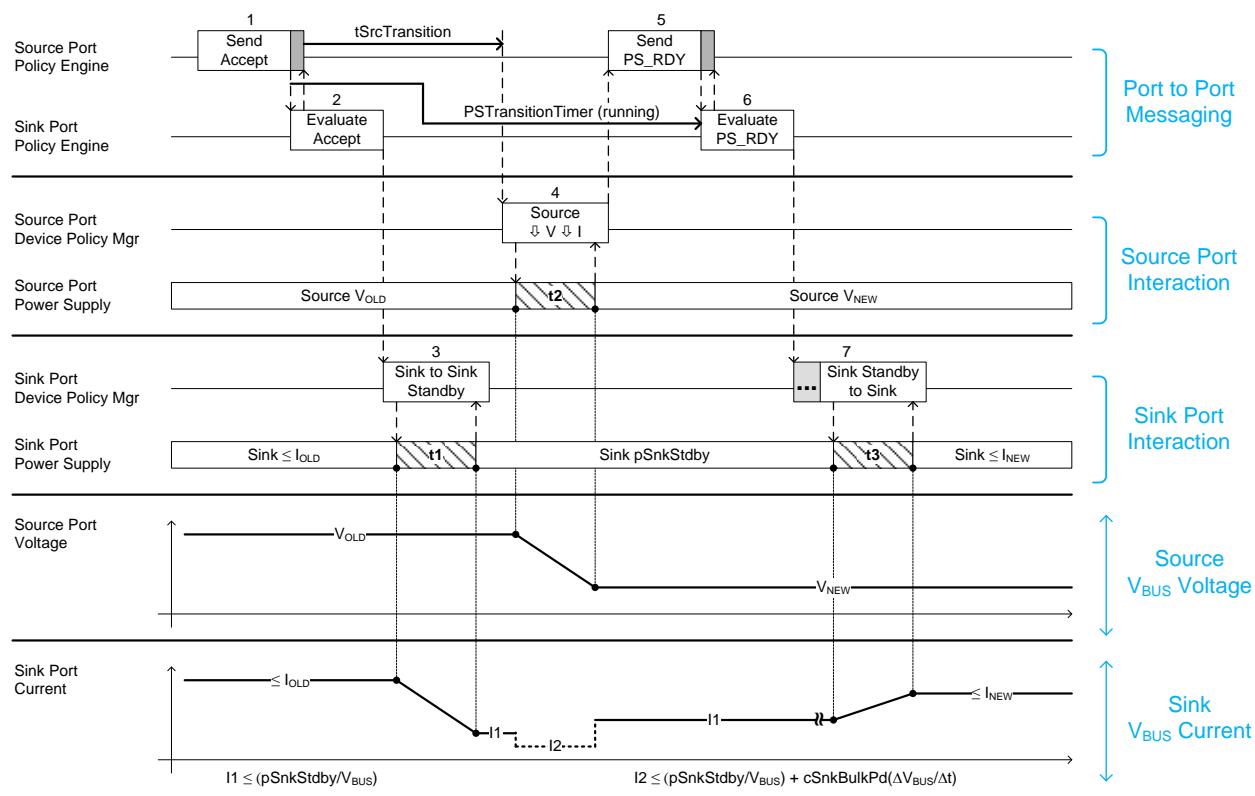 1
Source Port
Policy Engine
Send
Accept
tSrcTransition
5
Send
PS_RDY
2
Sink Port
Policy Engine
Evaluate
Accept
PSTransitionTimer (running)
6
Evaluate
PS_RDY
Port to Port
Messaging
4
Source Port
Device Policy Mgr
Source
⇩ V ⇩ I
Source Port
Power Supply
Source VOLD
t2
Source VNEW
Source Port
Interaction
3
Sink Port
Device Policy Mgr
Sink to Sink
Standby
7
...
Sink Standby
to Sink
Sink Port
Power Supply
Sink ≤ IOLD
t1
Sink pSnkStdby
t3
Sink ≤ INEW
Sink Port
Interaction
Source Port
Voltage
VOLD
VNEW
Source
VBUS Voltage
Sink Port
Current
≤ IOLD
I1
I2
I1
≤ INEW
Sink
VBUS Current
I1 ≤ (pSnkStdby/VBUS)
I2 ≤ (pSnkStdby/VBUS) + cSnkBulkPd(ΔVBUS/Δt)